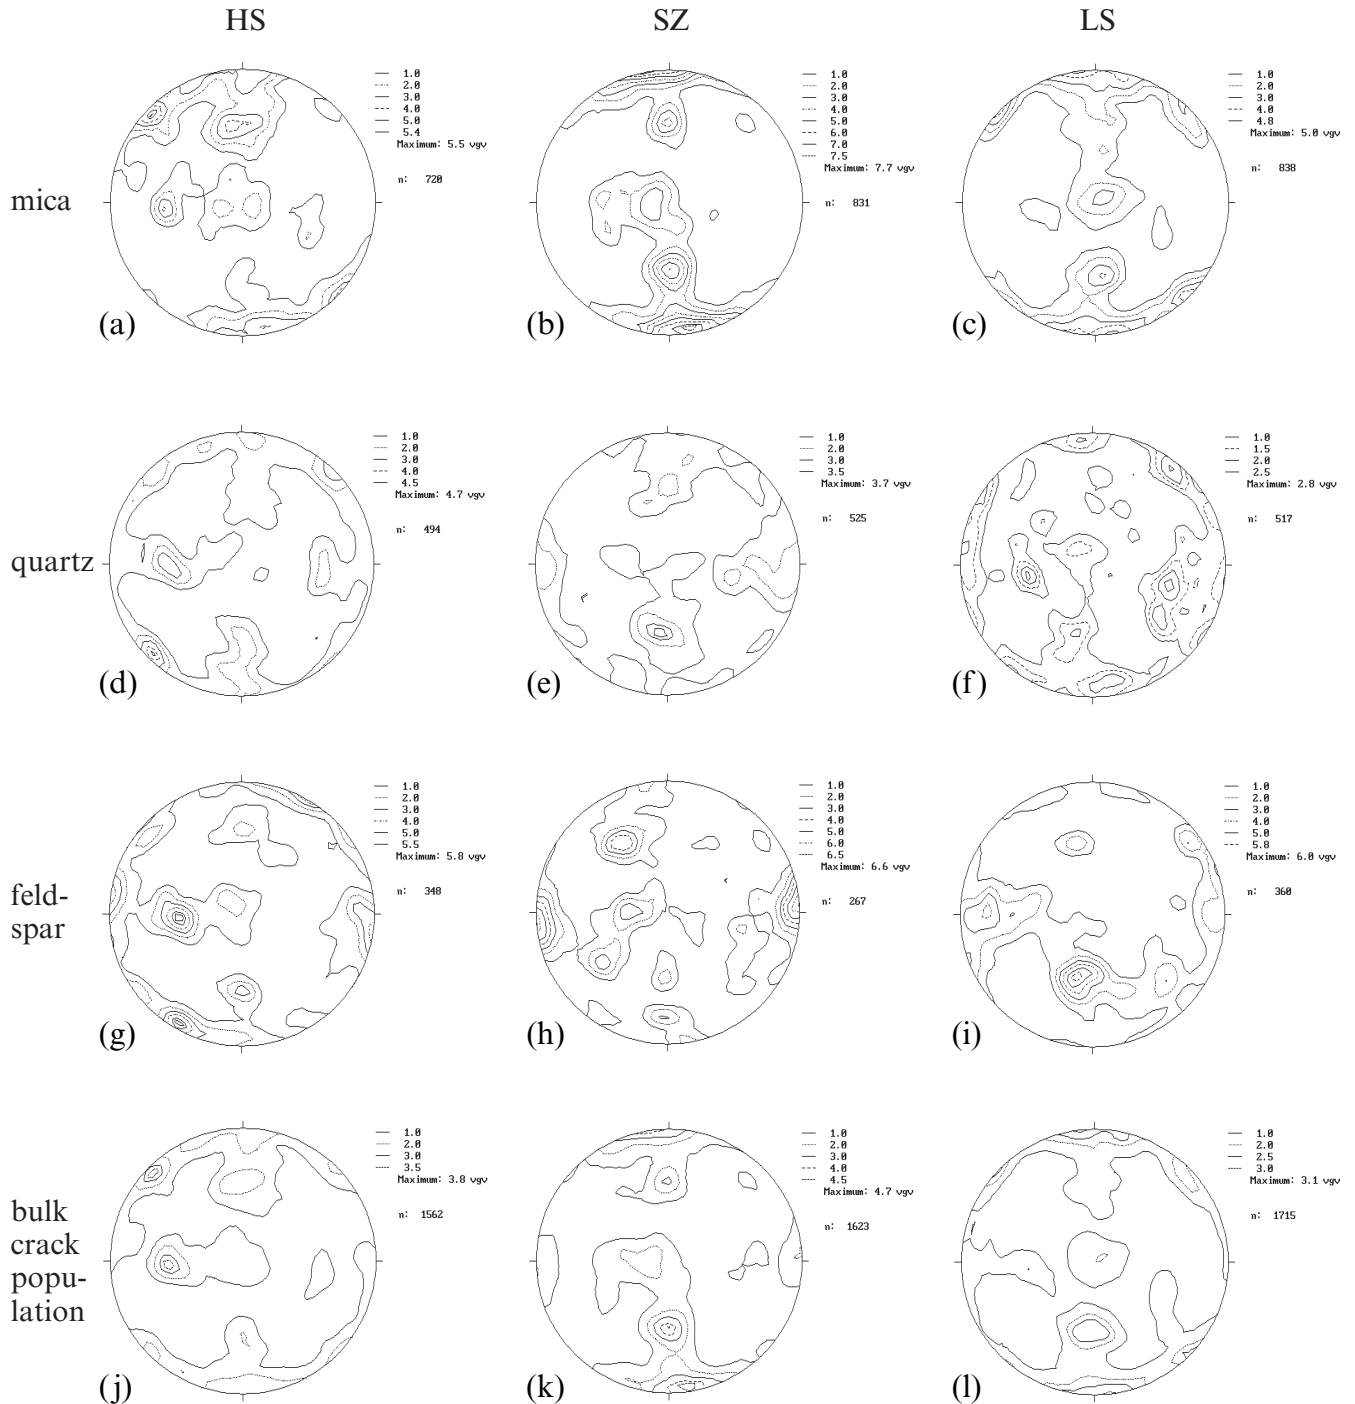 HS
SZ
LS
mica
1.0
2.0
3.0
4.0
5.0
5.4
Maximum: 5.5 vgv
n: 720
(a)
1.0
2.0
3.0
4.0
5.0
6.0
7.0
7.5
Maximum: 7.7 vgv
n: 831
(b)
1.0
2.0
3.0
4.0
4.8
Maximum: 5.0 vgv
n: 838
(c)
quartz
1.0
2.0
3.0
4.0
4.5
Maximum: 4.7 vgv
n: 494
(d)
1.0
2.0
3.0
3.5
Maximum: 3.7 vgv
n: 525
(e)
1.0
1.5
2.0
2.5
Maximum: 2.8 vgv
n: 517
(f)
feld-
spar
1.0
2.0
3.0
4.0
5.0
5.5
Maximum: 5.8 vgv
n: 348
(g)
1.0
2.0
3.0
4.0
5.0
6.0
6.5
Maximum: 6.6 vgv
n: 267
(h)
1.0
2.0
3.0
4.0
5.0
5.8
Maximum: 6.0 vgv
n: 360
(i)
bulk
crack
popu-
lation
1.0
2.0
3.0
3.5
Maximum: 3.8 vgv
n: 1562
(j)
1.0
2.0
3.0
4.0
4.5
Maximum: 4.7 vgv
n: 1623
(k)
1.0
2.0
2.5
3.0
Maximum: 3.1 vgv
n: 1715
(l)